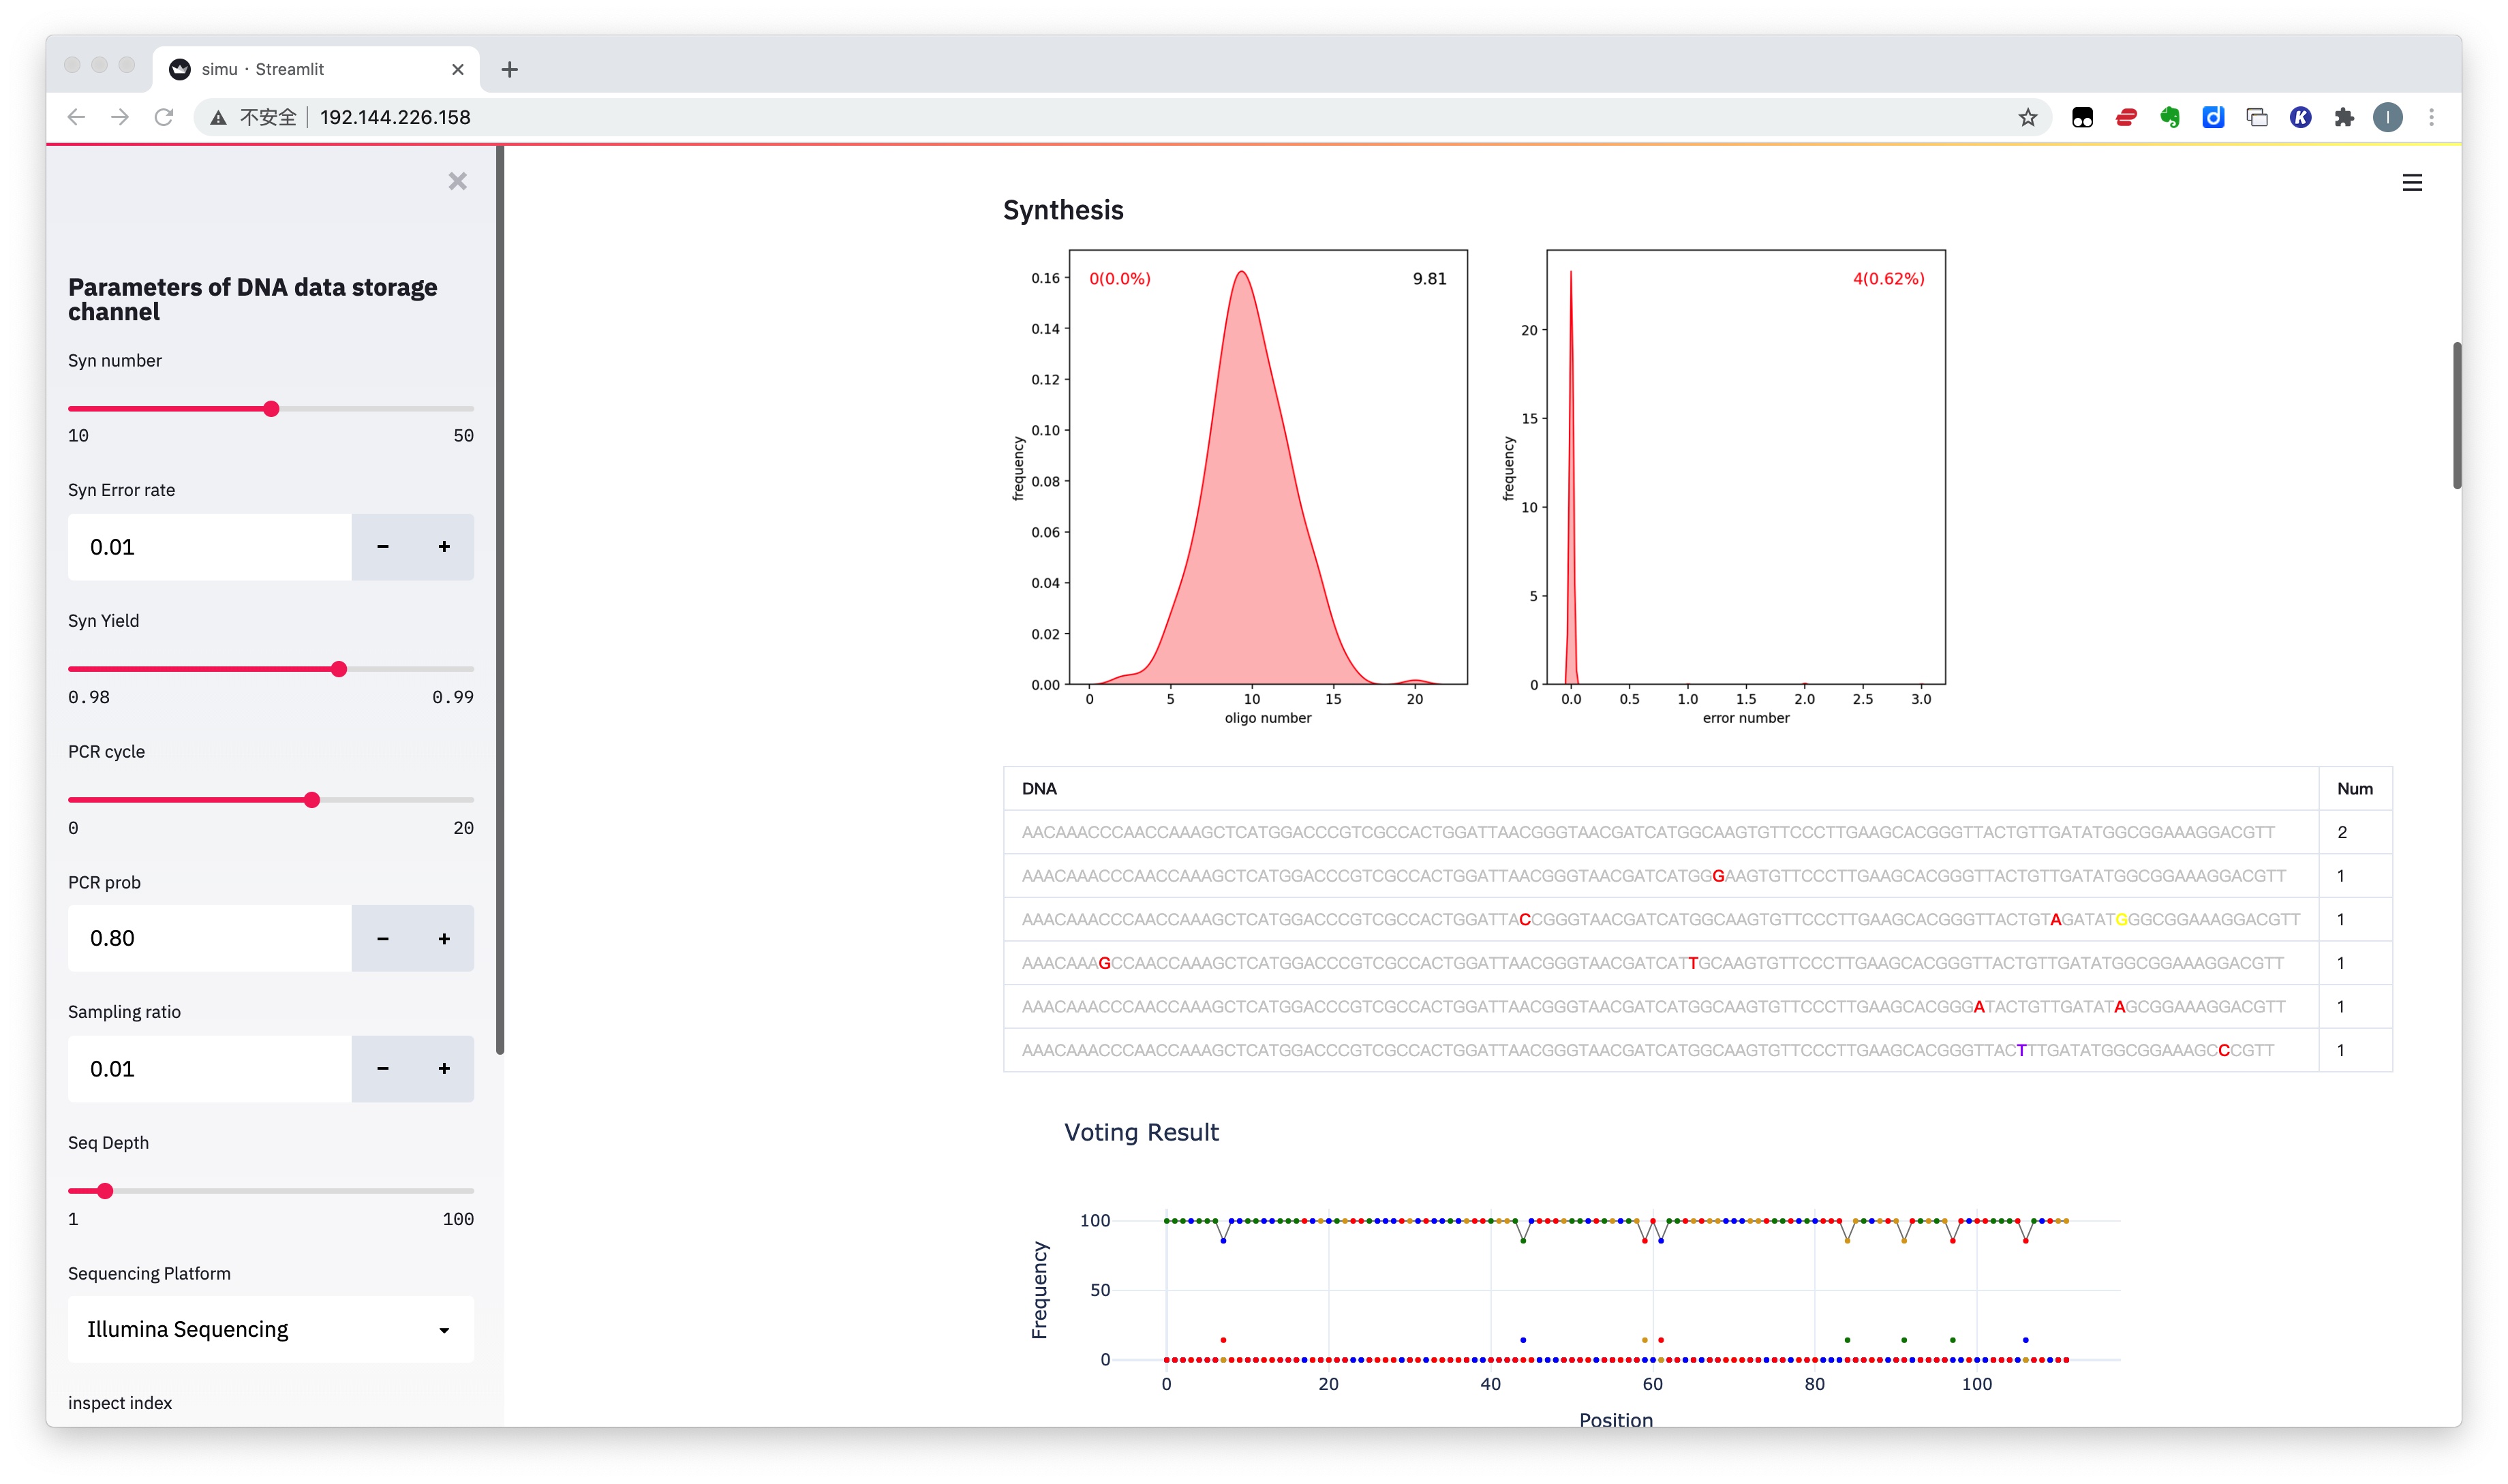 simu · Streamlit
不安全 192.144.226.158
Parameters of DNA data storage
channel
Syn number
10 50
Syn Error rate
0.01 − +
Syn Yield
0.98 0.99
PCR cycle
0 20
PCR prob
0.80 − +
Sampling ratio
0.01 − +
Seq Depth
1 100
Sequencing Platform
Illumina Sequencing
inspect index
Synthesis
0(0.0%) 9.81
0.16
0.14
0.12
0.10
0.08
0.06
0.04
0.02
0.00
frequency
0 5 10 15 20
oligo number
4(0.62%)
20
15
10
5
0
frequency
0.0 0.5 1.0 1.5 2.0 2.5 3.0
error number
DNA Num
AACAAACCCAACCAAAGCTCATGGACCCGTCGCCACTGGATTAACGGGTAACGATCATGGCAAGTGTTCCCTTGAAGCACGGGTTACTGTTGATATGGCGGAAAGGACGTT 2
AAACAAACCCAACCAAAGCTCATGGACCCGTCGCCACTGGATTAACGGGTAACGATCATGGGAAGTGTTCCCTTGAAGCACGGGTTACTGTTGATATGGCGGAAAGGACGTT 1
AAACAAACCCAACCAAAGCTCATGGACCCGTCGCCACTGGATTACCGGGTAACGATCATGGCAAGTGTTCCCTTGAAGCACGGGTTACTGTAGATATGGGCGGAAAGGACGTT 1
AAACAAAGCCAACCAAAGCTCATGGACCCGTCGCCACTGGATTAACGGGTAACGATCATTGCAAGTGTTCCCTTGAAGCACGGGTTACTGTTGATATGGCGGAAAGGACGTT 1
AAACAAACCCAACCAAAGCTCATGGACCCGTCGCCACTGGATTAACGGGTAACGATCATGGCAAGTGTTCCCTTGAAGCACGGGATACTGTTGATATAGCGGAAAGGACGTT 1
AAACAAACCCAACCAAAGCTCATGGACCCGTCGCCACTGGATTAACGGGTAACGATCATGGCAAGTGTTCCCTTGAAGCACGGGTTACTTTGATATGGCGGAAAGCCCGTT 1
Voting Result
100
50
0
Frequency
0 20 40 60 80 100
Position